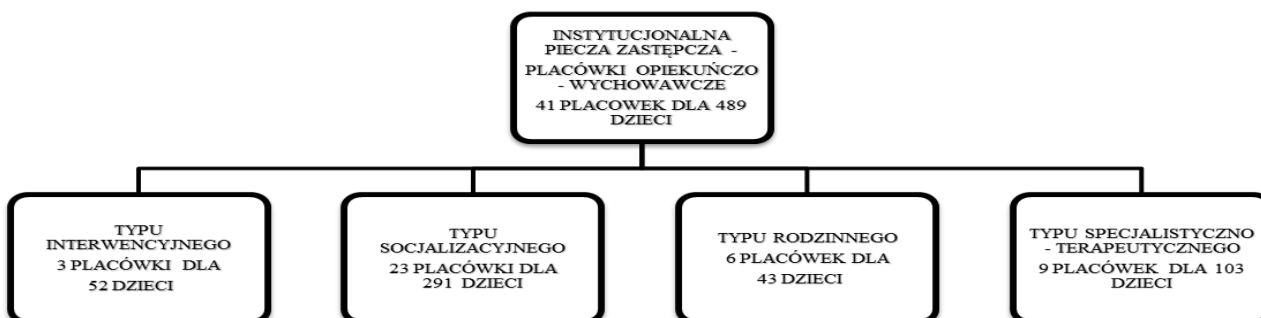 INSTYTUCJONALNA
PIECZA ZASTĘPCZA -
PLACÓWKI OPIEKUŃCZO
- WYCHOWAWCZE
41 PLACOWEK DLA 489
DZIECI
TYPU
INTERWENCYJNEGO
3 PLACÓWKI DLA
52 DZIECI
TYPU
SOCJALIZACYJNEGO
23 PLACÓWKI DLA
291 DZIECI
TYPU RODZINNEGO
6 PLACÓWEK DLA
43 DZIECI
TYPU SPECJALISTYCZNO
- TERAPEUTYCZNEGO
9 PLACÓWEK DLA 103
DZIECI